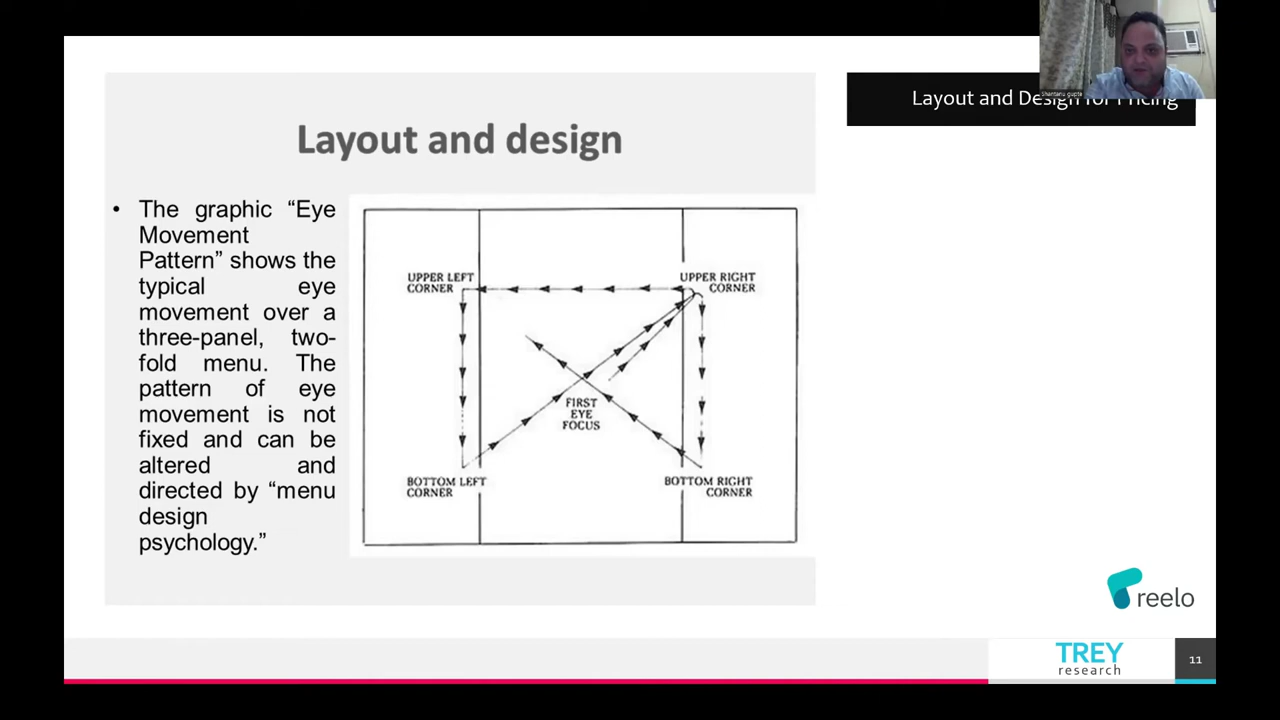 Layout and Design for Pricing
Shantanu gupta
Layout and design
• The graphic “Eye
Movement
Pattern” shows the
typical eye
movement over a
three-panel, two-
fold menu. The
pattern of eye
movement is not
fixed and can be
altered and
directed by “menu
design
psychology.”
UPPER LEFT
CORNER
UPPER RIGHT
CORNER
FIRST
EYE
FOCUS
BOTTOM LEFT
CORNER
BOTTOM RIGHT
CORNER
reelo
TREY
research
11